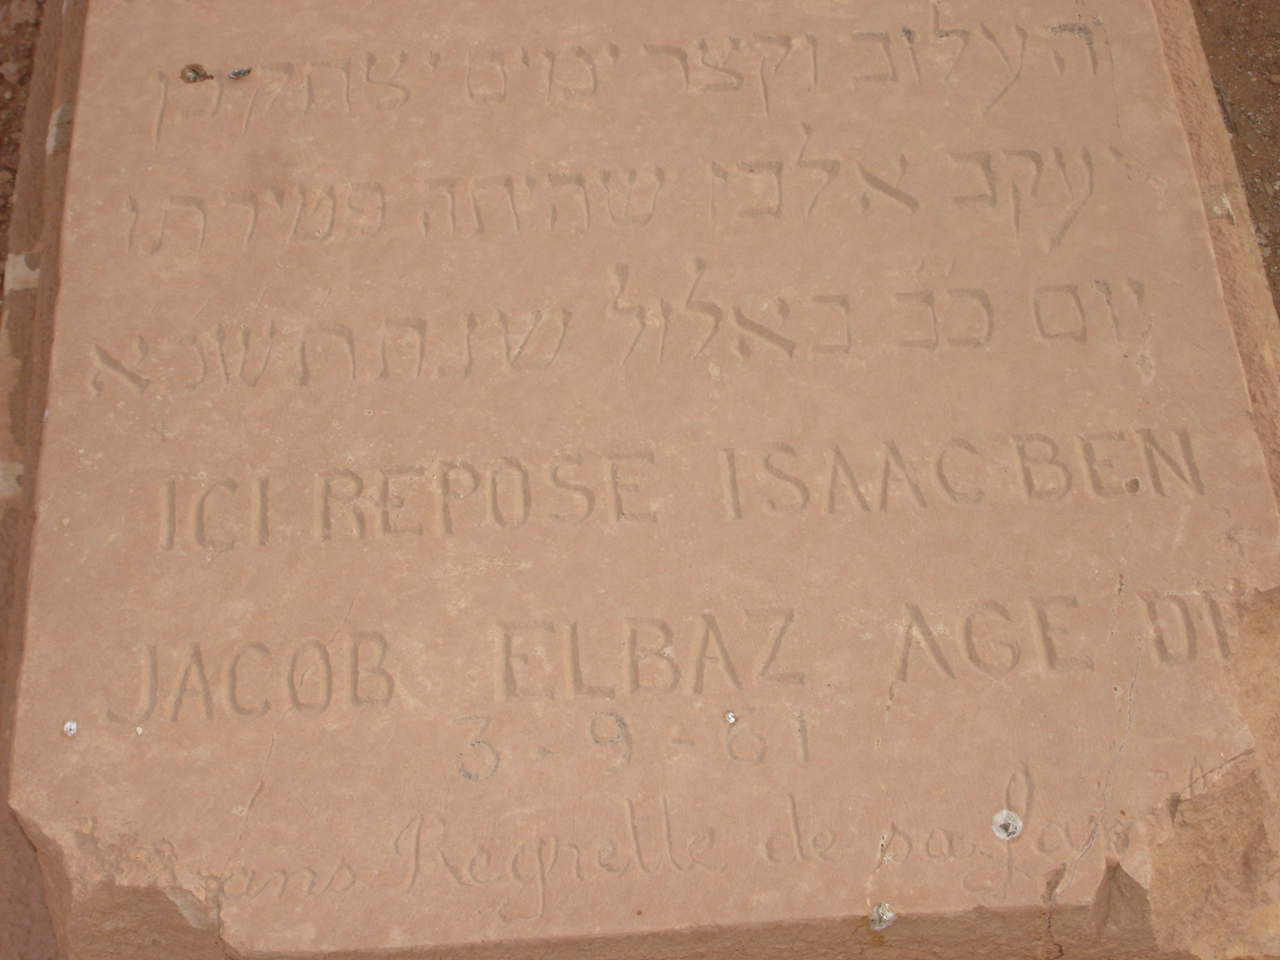 העלוב וקצר ימים יצחק בן
יעקב אלבז שהיתה פטירתו
יום כב באלול שנת תשכא
ICI REPOSE ISAAC BEN
JACOB ELBAZ AGE DE
3-9-61
ans Regrelle de sa